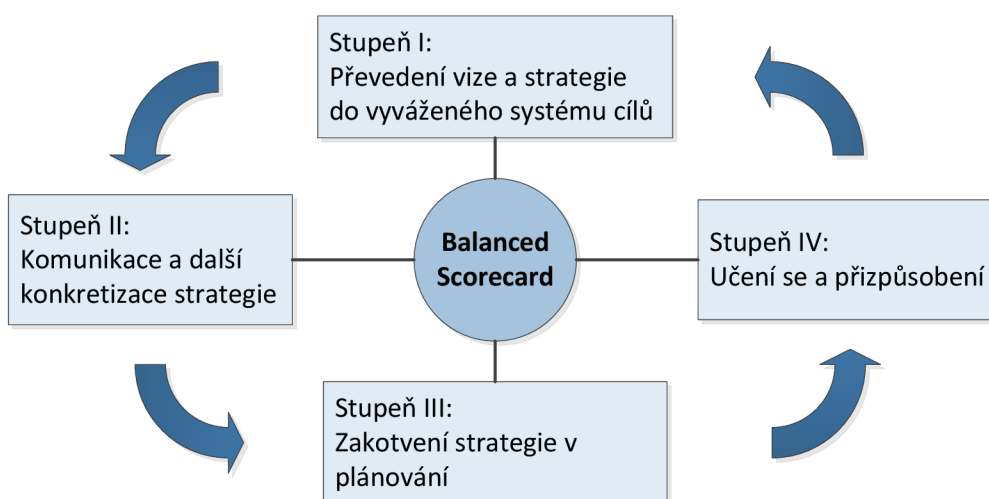 Stupeň I:
Převedení vize a strategie
do vyváženého systému cílů
Stupeň II:
Komunikace a další
konkretizace strategie
Balanced
Scorecard
Stupeň IV:
Učení se a přizpůsobení
Stupeň III:
Zakotvení strategie v
plánování